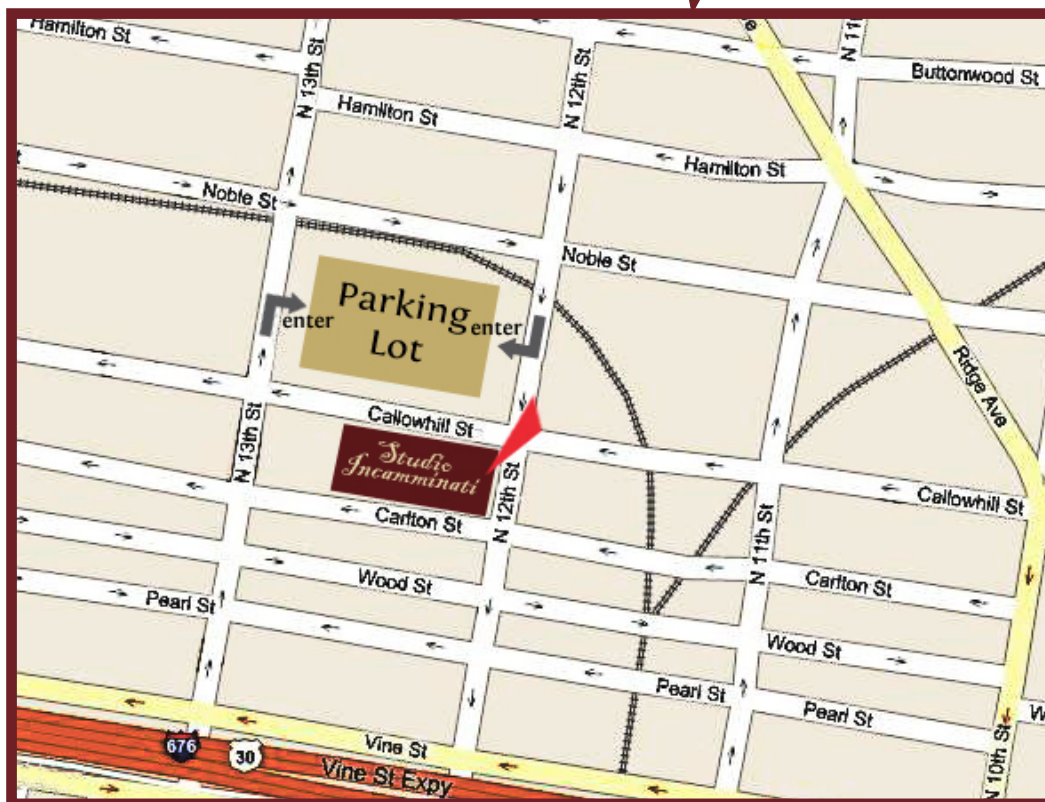 Hamilton St
N 13th St
N 12th St
N 11
Buttonwood St
Hamilton St
Hamilton St
Noble St
Noble St
Parking
Lot
enter
enter
Ridge Ave
Callowhill St
Studio
Incamminati
N 13th St
N 12th St
Callowhill St
Carlton St
N 11th St
Wood St
Carlton St
Pearl St
Wood St
Pearl St
Pearl St
Vine St
676
30
Vine St Expy
N 10th St
W